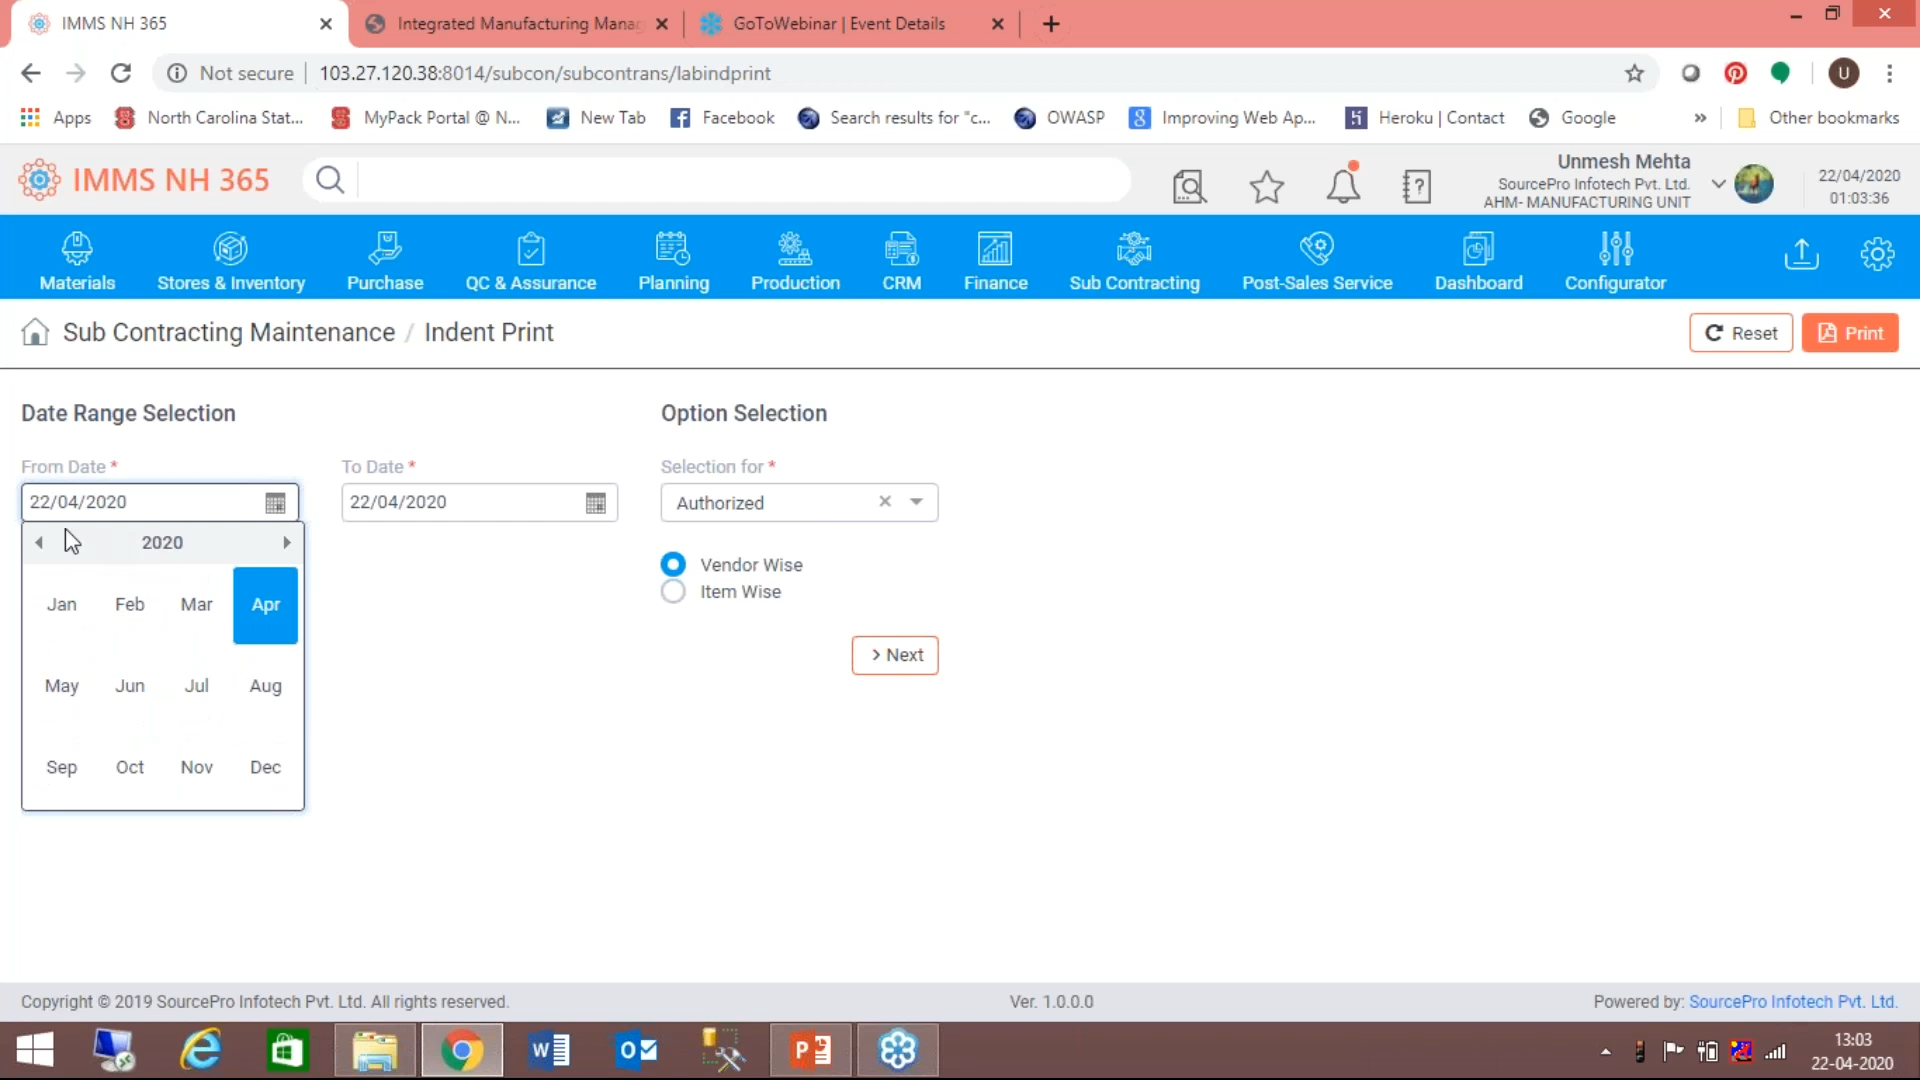 IMMS NH 365
Integrated Manufacturing Mana
GoToWebinar | Event Details
Not secure
103.27.120.38:8014/subcon/subcontrans/labindprint
U
Apps
North Carolina Stat...
MyPack Portal @ N...
New Tab
Facebook
Search results for "c...
OWASP
Improving Web Ap...
Heroku | Contact
Google
»
Other bookmarks
IMMS NH 365
Unmesh Mehta
SourcePro Infotech Pvt. Ltd.
AHM- MANUFACTURING UNIT
22/04/2020
01:03:36
Materials
Stores & Inventory
Purchase
QC & Assurance
Planning
Production
CRM
Finance
Sub Contracting
Post-Sales Service
Dashboard
Configurator
Sub Contracting Maintenance / Indent Print
Reset
Print
Date Range Selection
Option Selection
From Date *
To Date *
Selection for *
22/04/2020
22/04/2020
Authorized
2020
Jan Feb Mar Apr
May Jun Jul Aug
Sep Oct Nov Dec
Vendor Wise
Item Wise
> Next
Copyright © 2019 SourcePro Infotech Pvt. Ltd. All rights reserved.
Ver. 1.0.0.0
Powered by: SourcePro Infotech Pvt. Ltd.
13:03
22-04-2020